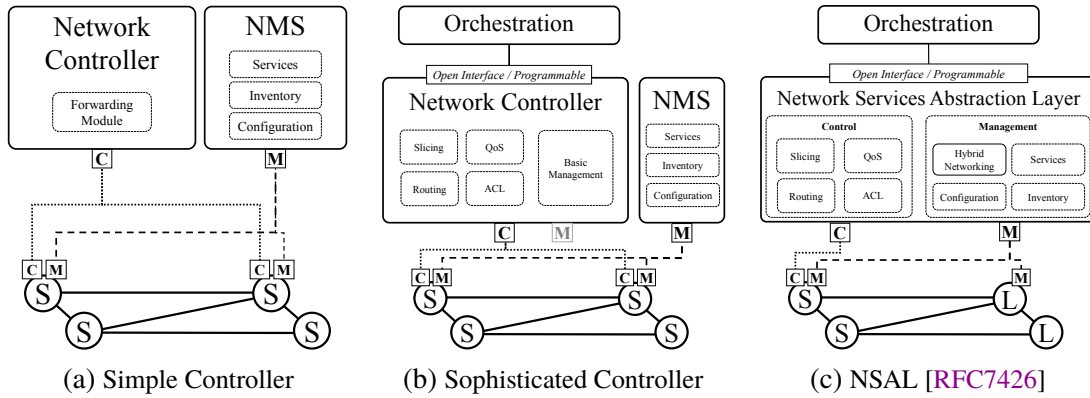 Network
Controller
Forwarding
Module
C
NMS
Services
Inventory
Configuration
M
C M
C M
S
S
S
S
(a) Simple Controller
Orchestration
Open Interface / Programmable
Network Controller
Slicing
QoS
Routing
ACL
Basic
Management
C
M
NMS
Services
Inventory
Configuration
M
C M
C M
S
S
S
S
(b) Sophisticated Controller
Orchestration
Open Interface / Programmable
Network Services Abstraction Layer
Control
Slicing
QoS
Routing
ACL
Management
Hybrid
Networking
Services
Configuration
Inventory
C
M
C M
M
S
L
S
L
(c) NSAL [RFC7426]